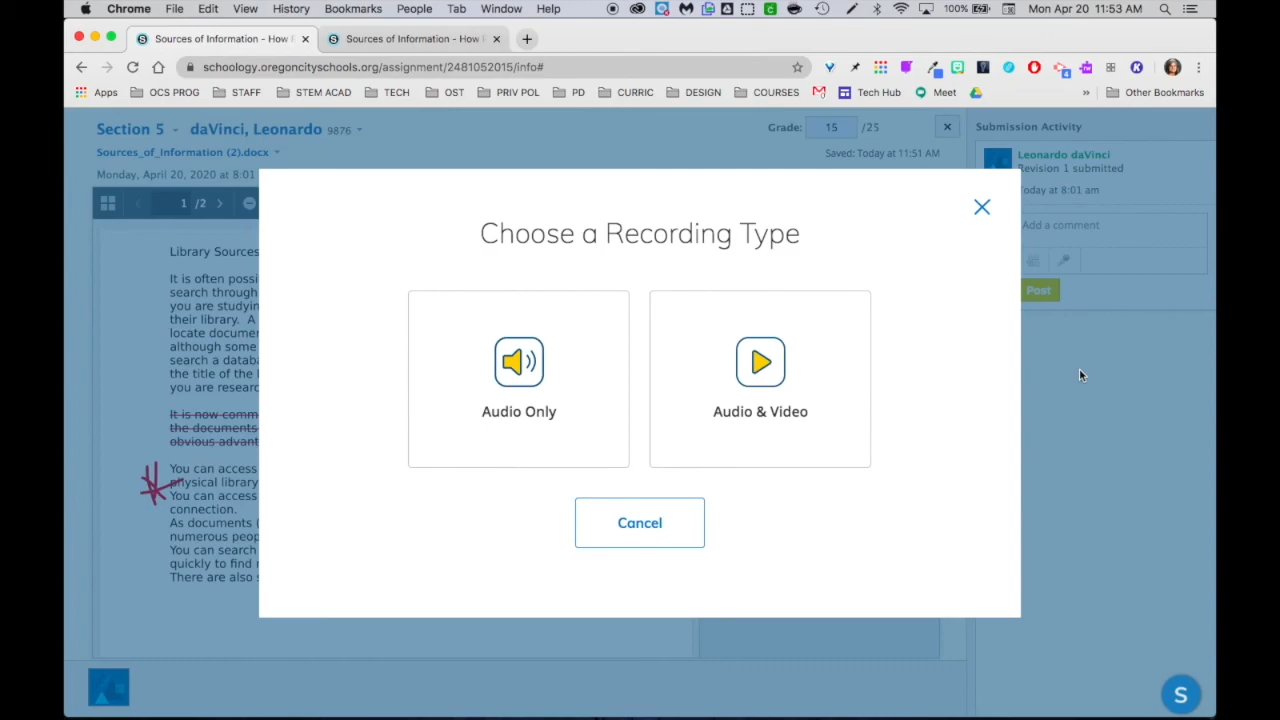 Chrome File Edit View History Bookmarks People Tab Window Help 100% Mon Apr 20 11:53 AM
Sources of Information - How Sources of Information - How
schoology.oregoncityschools.org/assignment/2481052015/info#
Apps OCS PROG STAFF STEM ACAD TECH OST PRIV POL PD CURRIC DESIGN COURSES Tech Hub Meet » Other Bookmarks
Section 5 daVinci, Leonardo 9876 Grade: 15 /25 Submission Activity
Sources_of_Information (2).docx Saved: Today at 11:51 AM
Leonardo daVinci
Revision 1 submitted
Monday, April 20, 2020 at 8:01
Today at 8:01 am
1 /2
Add a comment
Post
Choose a Recording Type
Audio Only
Audio & Video
Cancel
Library Sources
It is often possi
search through
you are studyin
their library. A
locate docume
although some
search a datab
the title of the
you are resear
It is now comm
the documents
obvious advant
You can access
physical library
You can access
connection.
As documents (
numerous peop
You can search
quickly to find
There are also
S